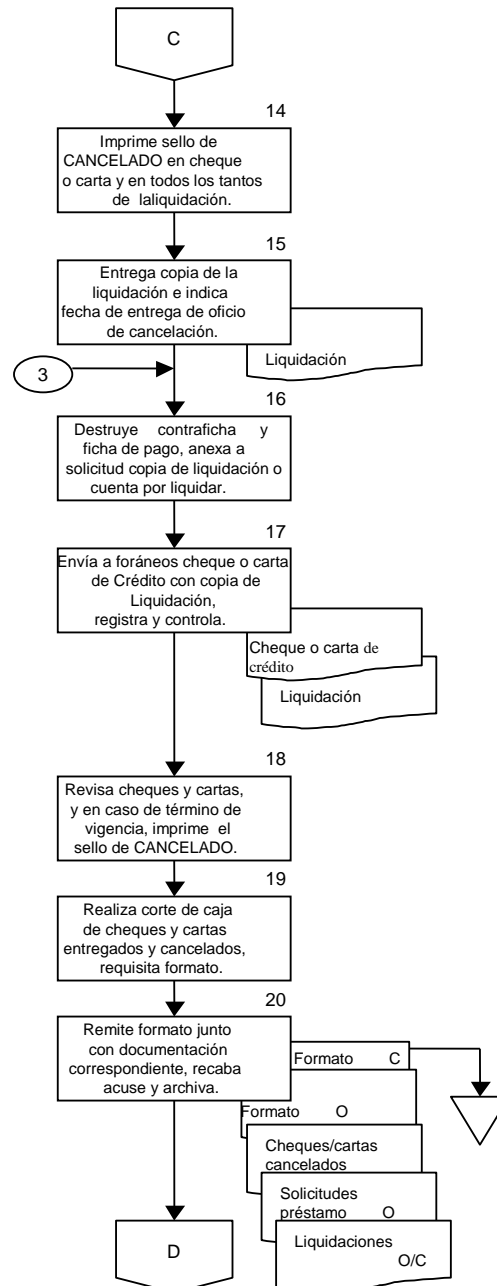 C
14
Imprime sello de
CANCELADO en cheque
o carta y en todos los tantos
de laliquidación.
15
Entrega copia de la
liquidación e indica
fecha de entrega de oficio
de cancelación.
Liquidación
3
16
Destruye contraficha y
ficha de pago, anexa a
solicitud copia de liquidación o
cuenta por liquidar.
17
Envía a foráneos cheque o carta
de Crédito con copia de
Liquidación,
registra y controla.
Cheque o carta de
crédito
Liquidación
18
Revisa cheques y cartas,
y en caso de término de
vigencia, imprime el
sello de CANCELADO.
19
Realiza corte de caja
de cheques y cartas
entregados y cancelados,
requisita formato.
20
Remite formato junto
con documentación
correspondiente, recaba
acuse y archiva.
Formato C
Formato O
Cheques/cartas
cancelados
Solicitudes
préstamo O
Liquidaciones
O/C
D